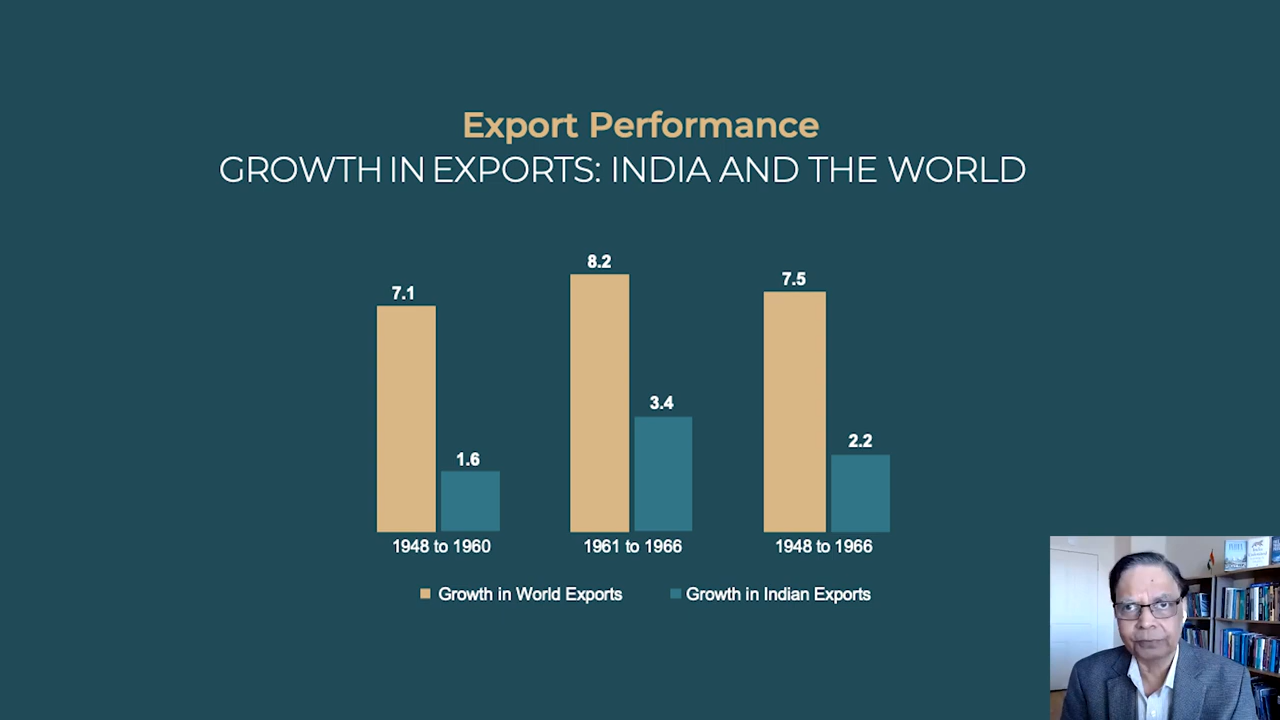 Export Performance
GROWTH IN EXPORTS: INDIA AND THE WORLD
7.1
1.6
8.2
3.4
7.5
2.2
1948 to 1960
1961 to 1966
1948 to 1966
Growth in World Exports
Growth in Indian Exports